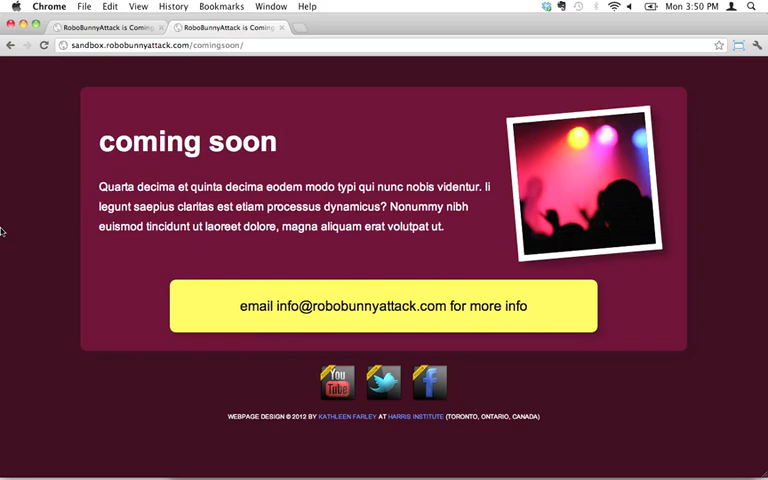 Chrome File Edit View History Bookmarks Window Help Mon 3:50 PM
RoboBunnyAttack is Coming RoboBunnyAttack is Coming
sandbox.robobunnyattack.com/comingsoon/
coming soon
Quarta decima et quinta decima eodem modo typi qui nunc nobis videntur. Ii
legunt saepius claritas est etiam processus dynamicus? Nonummy nibh
euismod tincidunt ut laoreet dolore, magna aliquam erat volutpat ut.
email info@robobunnyattack.com for more info
You
Tube
WEBPAGE DESIGN © 2012 BY KATHLEEN FARLEY AT HARRIS INSTITUTE (TORONTO, ONTARIO, CANADA)